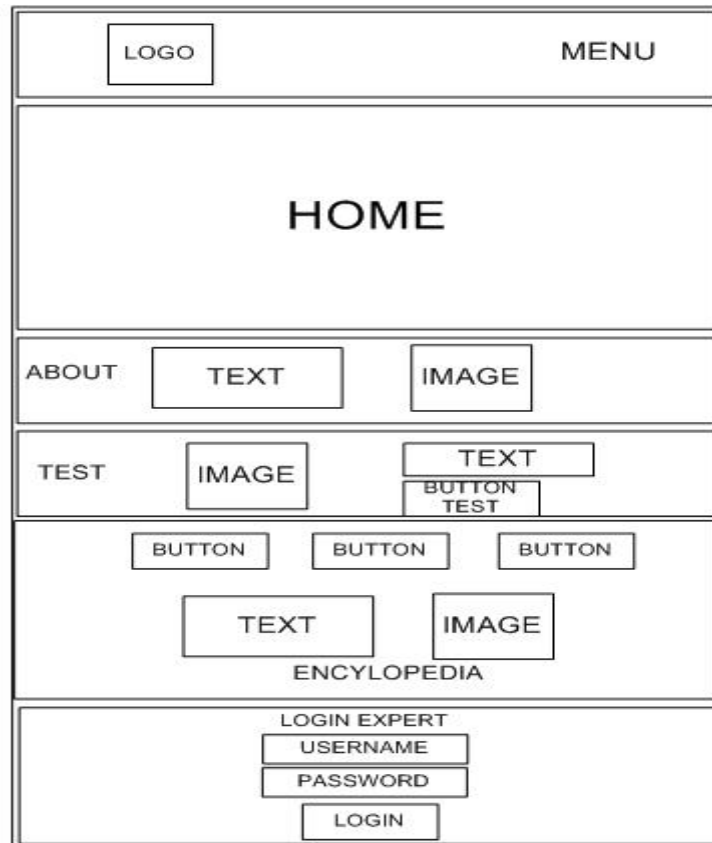 LOGO
MENU
HOME
ABOUT
TEXT
IMAGE
TEST
IMAGE
TEXT
BUTTON
TEST
BUTTON
BUTTON
BUTTON
TEXT
IMAGE
ENCYLOPEDIA
LOGIN EXPERT
USERNAME
PASSWORD
LOGIN